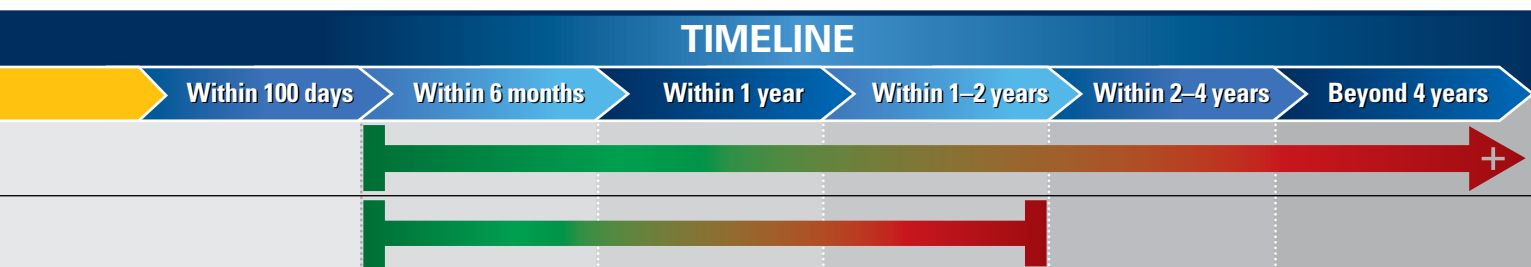 TIMELINE
Within 100 days Within 6 months Within 1 year Within 1–2 years Within 2–4 years Beyond 4 years
+